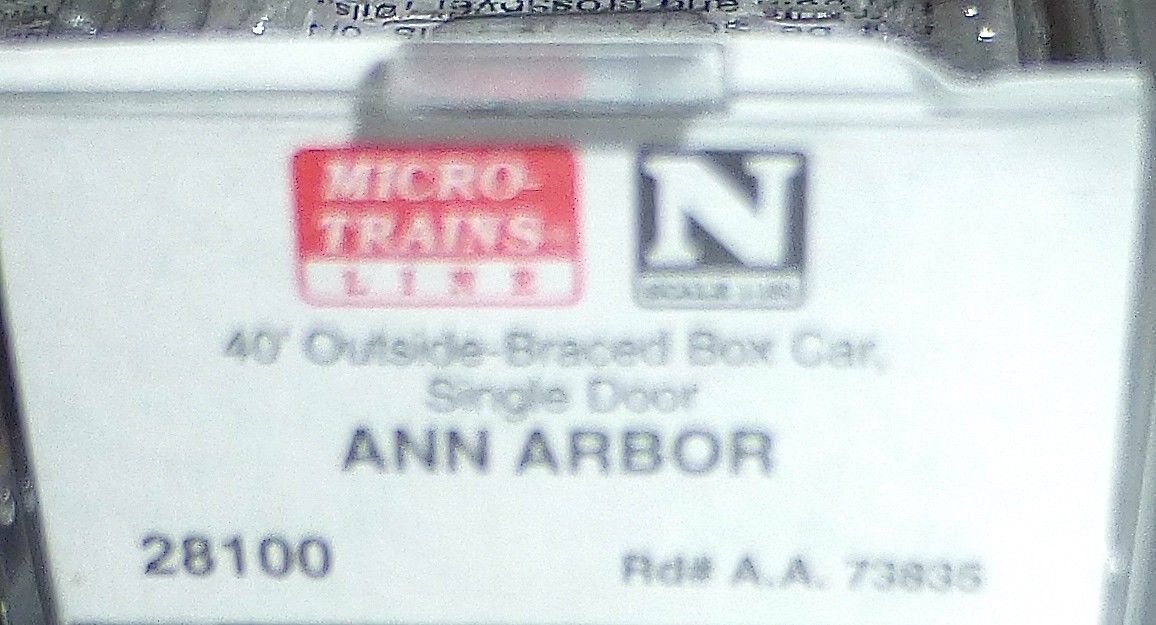 MICRO-
TRAINS
LINE
N
40' Outside-Braced Box Car,
Single Door
ANN ARBOR
28100
Rd# A.A. 73835